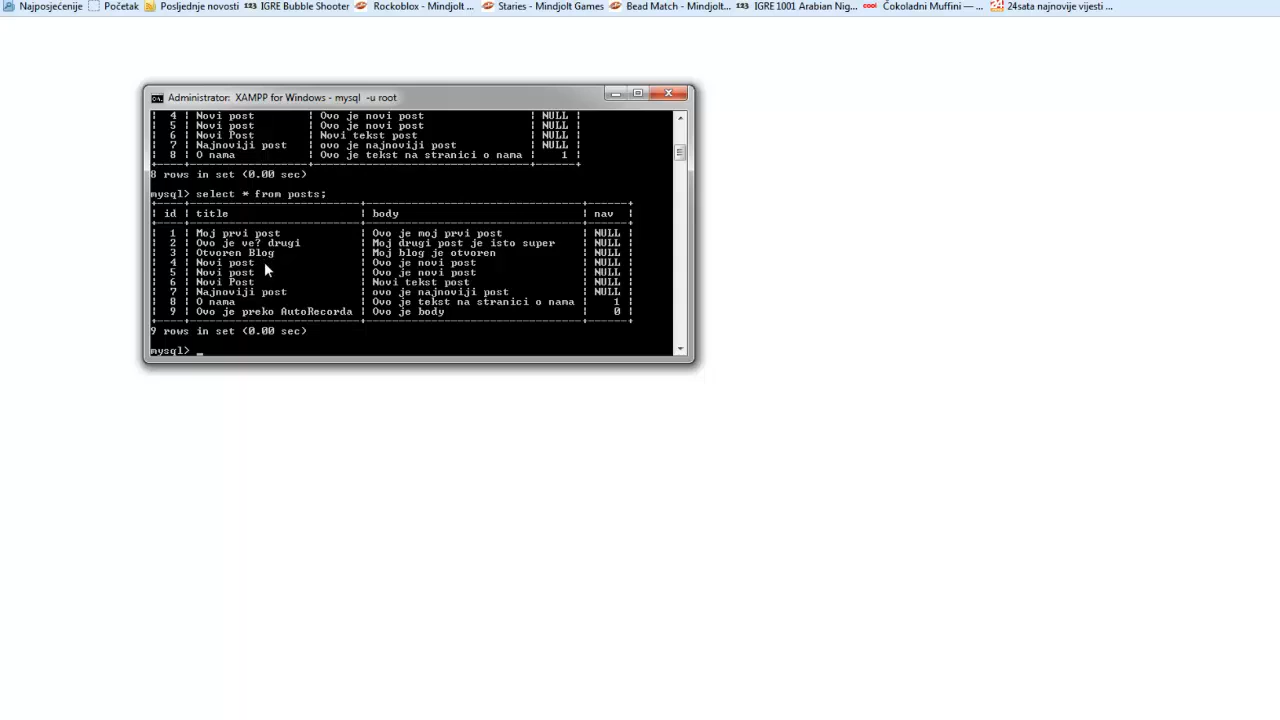 Najposjećenije Početak Posljednje novosti 123 IGRE Bubble Shooter Rockoblox - Mindjolt ... Staries - Mindjolt Games Bead Match - Mindjolt... 123 IGRE 1001 Arabian Nig... cool Čokoladni Muffini — ... 24 24sata najnovije vijesti ...
Administrator: XAMPP for Windows - mysql -u root
| 4 | Novi post | Ovo je novi post | NULL |
| 5 | Novi post | Ovo je novi post | NULL |
| 6 | Novi Post | Novi tekst post | NULL |
| 7 | Najnoviji post | ovo je najnoviji post | NULL |
| 8 | O nama | Ovo je tekst na stranici o nama | 1 |
8 rows in set (0.00 sec)
mysql> select * from posts;
| id | title | body | nav |
| 1 | Moj prvi post | Ovo je moj prvi post | NULL |
| 2 | Ovo je ve? drugi | Moj drugi post je isto super | NULL |
| 3 | Otvoren Blog | Moj blog je otvoren | NULL |
| 4 | Novi post | Ovo je novi post | NULL |
| 5 | Novi post | Ovo je novi post | NULL |
| 6 | Novi Post | Novi tekst post | NULL |
| 7 | Najnoviji post | ovo je najnoviji post | NULL |
| 8 | O nama | Ovo je tekst na stranici o nama | 1 |
| 9 | Ovo je preko AutoRecorda | Ovo je body | 0 |
9 rows in set (0.00 sec)
mysql> _